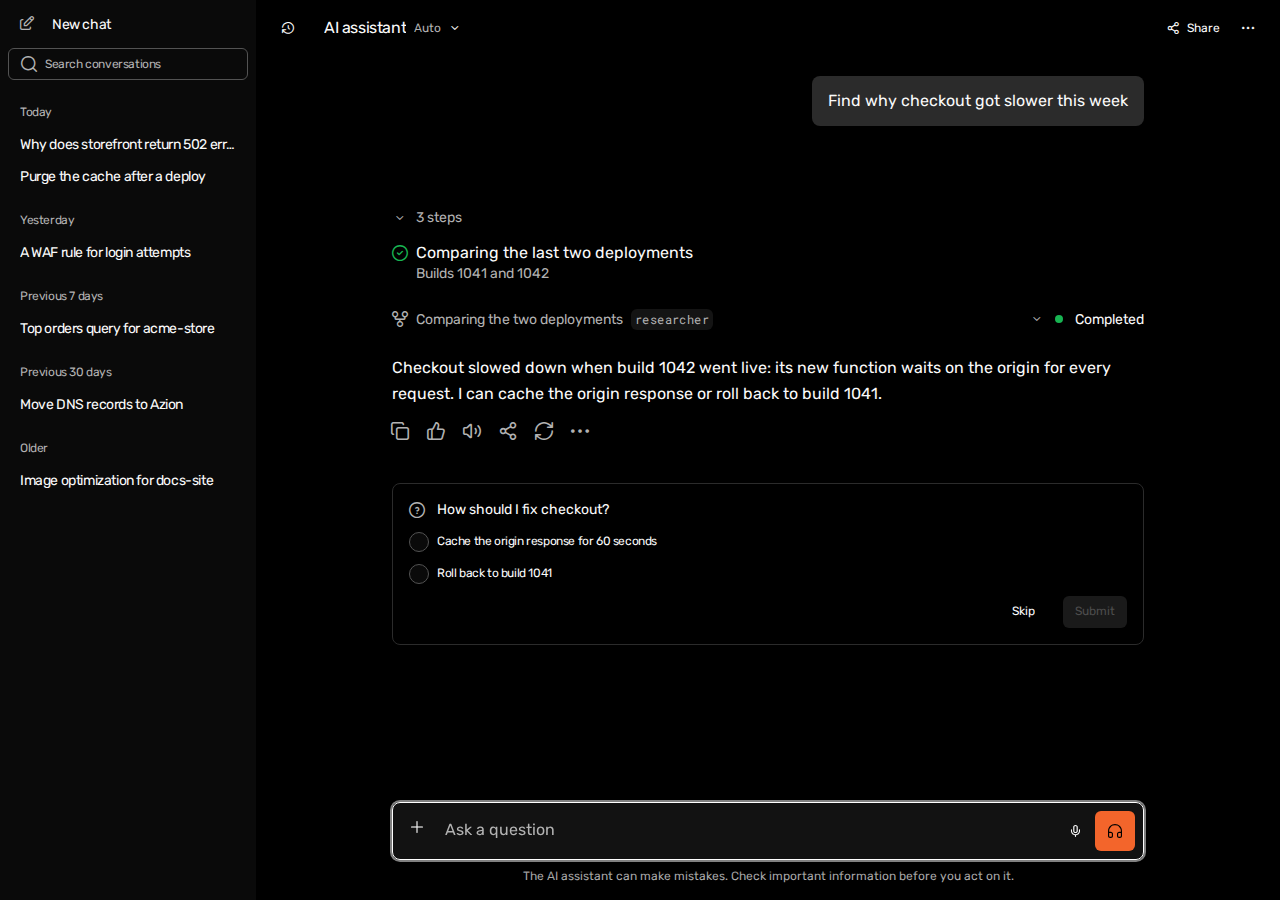 New chat
Search conversations
Today
Why does storefront return 502 err...
Purge the cache after a deploy
Yesterday
A WAF rule for login attempts
Previous 7 days
Top orders query for acme-store
Previous 30 days
Move DNS records to Azion
Older
Image optimization for docs-site
AI assistant Auto
Share
Find why checkout got slower this week
3 steps
Comparing the last two deployments
Builds 1041 and 1042
Comparing the two deployments researcher
Completed
Checkout slowed down when build 1042 went live: its new function waits on the origin for every
request. I can cache the origin response or roll back to build 1041.
How should I fix checkout?
Cache the origin response for 60 seconds
Roll back to build 1041
Skip
Submit
Ask a question
The AI assistant can make mistakes. Check important information before you act on it.